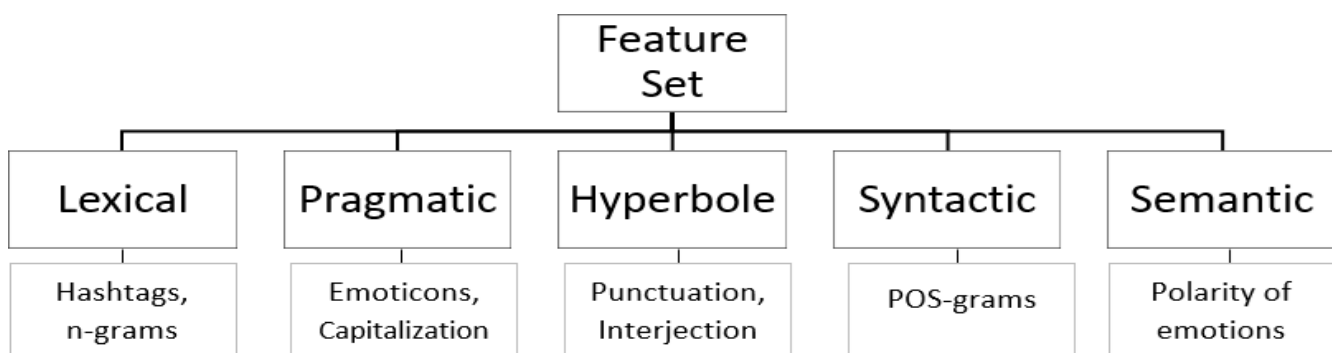 Feature
Set
Lexical
Pragmatic
Hyperbole
Syntactic
Semantic
Hashtags,
n-grams
Emoticons,
Capitalization
Punctuation,
Interjection
POS-grams
Polarity of
emotions